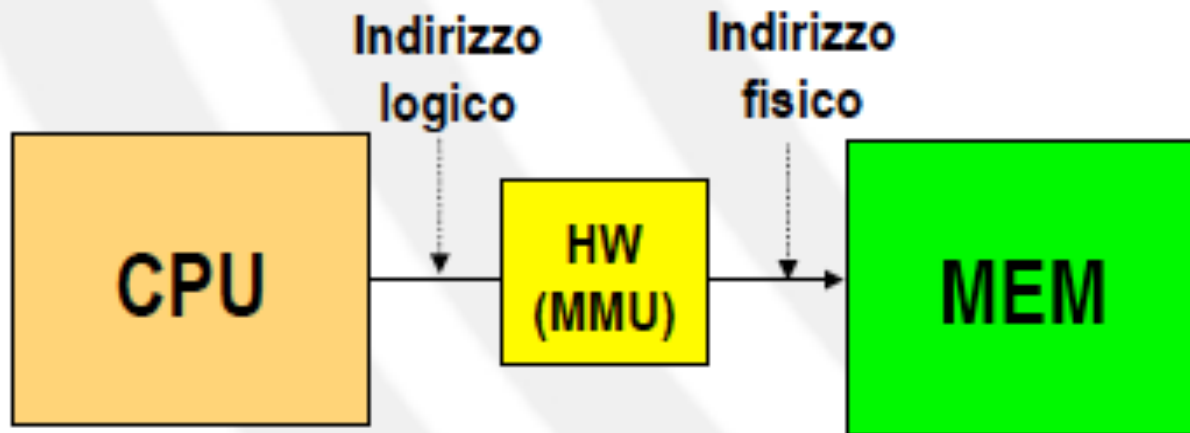 Indirizzo
logico
Indirizzo
fisico
CPU
HW
(MMU)
MEM